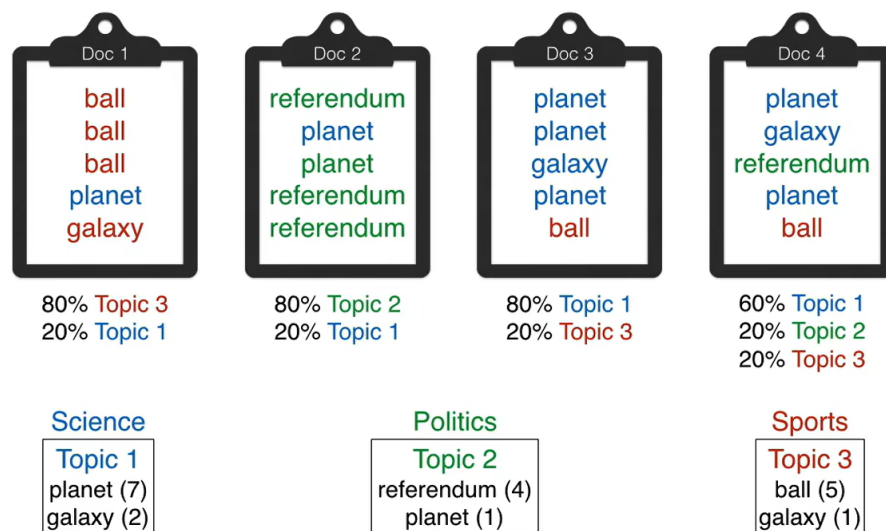 Doc 1
ball
ball
ball
planet
galaxy
80% Topic 3
20% Topic 1
Doc 2
referendum
planet
planet
referendum
referendum
80% Topic 2
20% Topic 1
Doc 3
planet
planet
galaxy
planet
ball
80% Topic 1
20% Topic 3
Doc 4
planet
galaxy
referendum
planet
ball
60% Topic 1
20% Topic 2
20% Topic 3
Science
Topic 1
planet (7)
galaxy (2)
Politics
Topic 2
referendum (4)
planet (1)
Sports
Topic 3
ball (5)
galaxy (1)